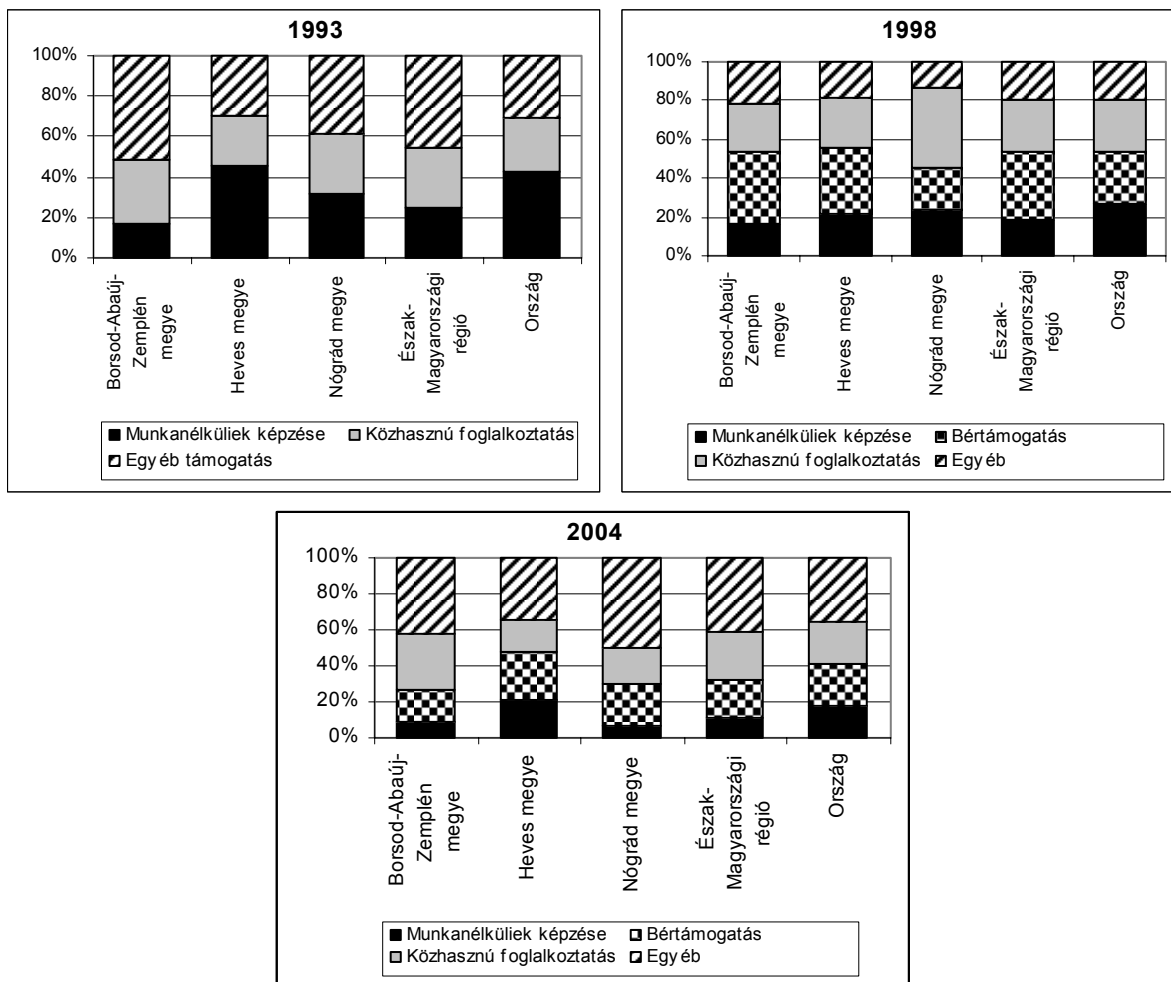 1993
100%
80%
60%
40%
20%
0%
Borsod-Abaúj-
Zemplén
megye
Heves megye
Nógrád megye
Észak-
Magyarországi
régió
Ország
Munkanélküliek képzése
Közhasznú foglalkoztatás
Egyéb támogatás
1998
100%
80%
60%
40%
20%
0%
Borsod-Abaúj-
Zemplén
megye
Heves megye
Nógrád megye
Észak-
Magyarországi
régió
Ország
Munkanélküliek képzése
Bértámogatás
Közhasznú foglalkoztatás
Egyéb
2004
100%
80%
60%
40%
20%
0%
Borsod-Abaúj-
Zemplén
megye
Heves megye
Nógrád megye
Észak-
Magyarországi
régió
Ország
Munkanélküliek képzése
Bértámogatás
Közhasznú foglalkoztatás
Egyéb